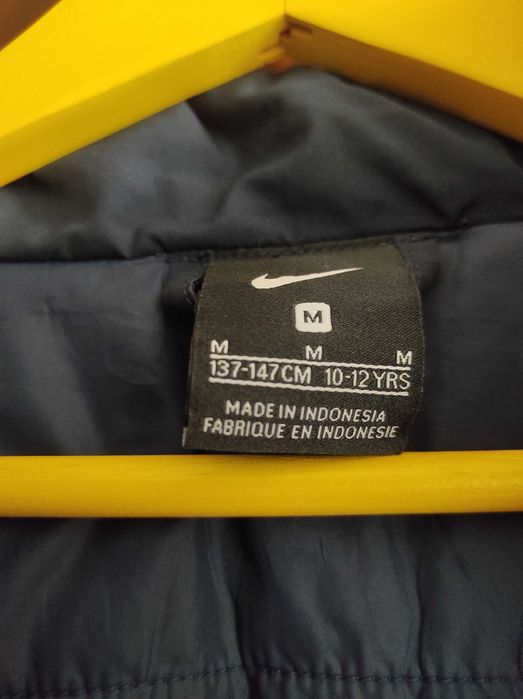 M
M M M
137-147CM 10-12YRS
MADE IN INDONESIA
FABRIQUE EN INDONESIE